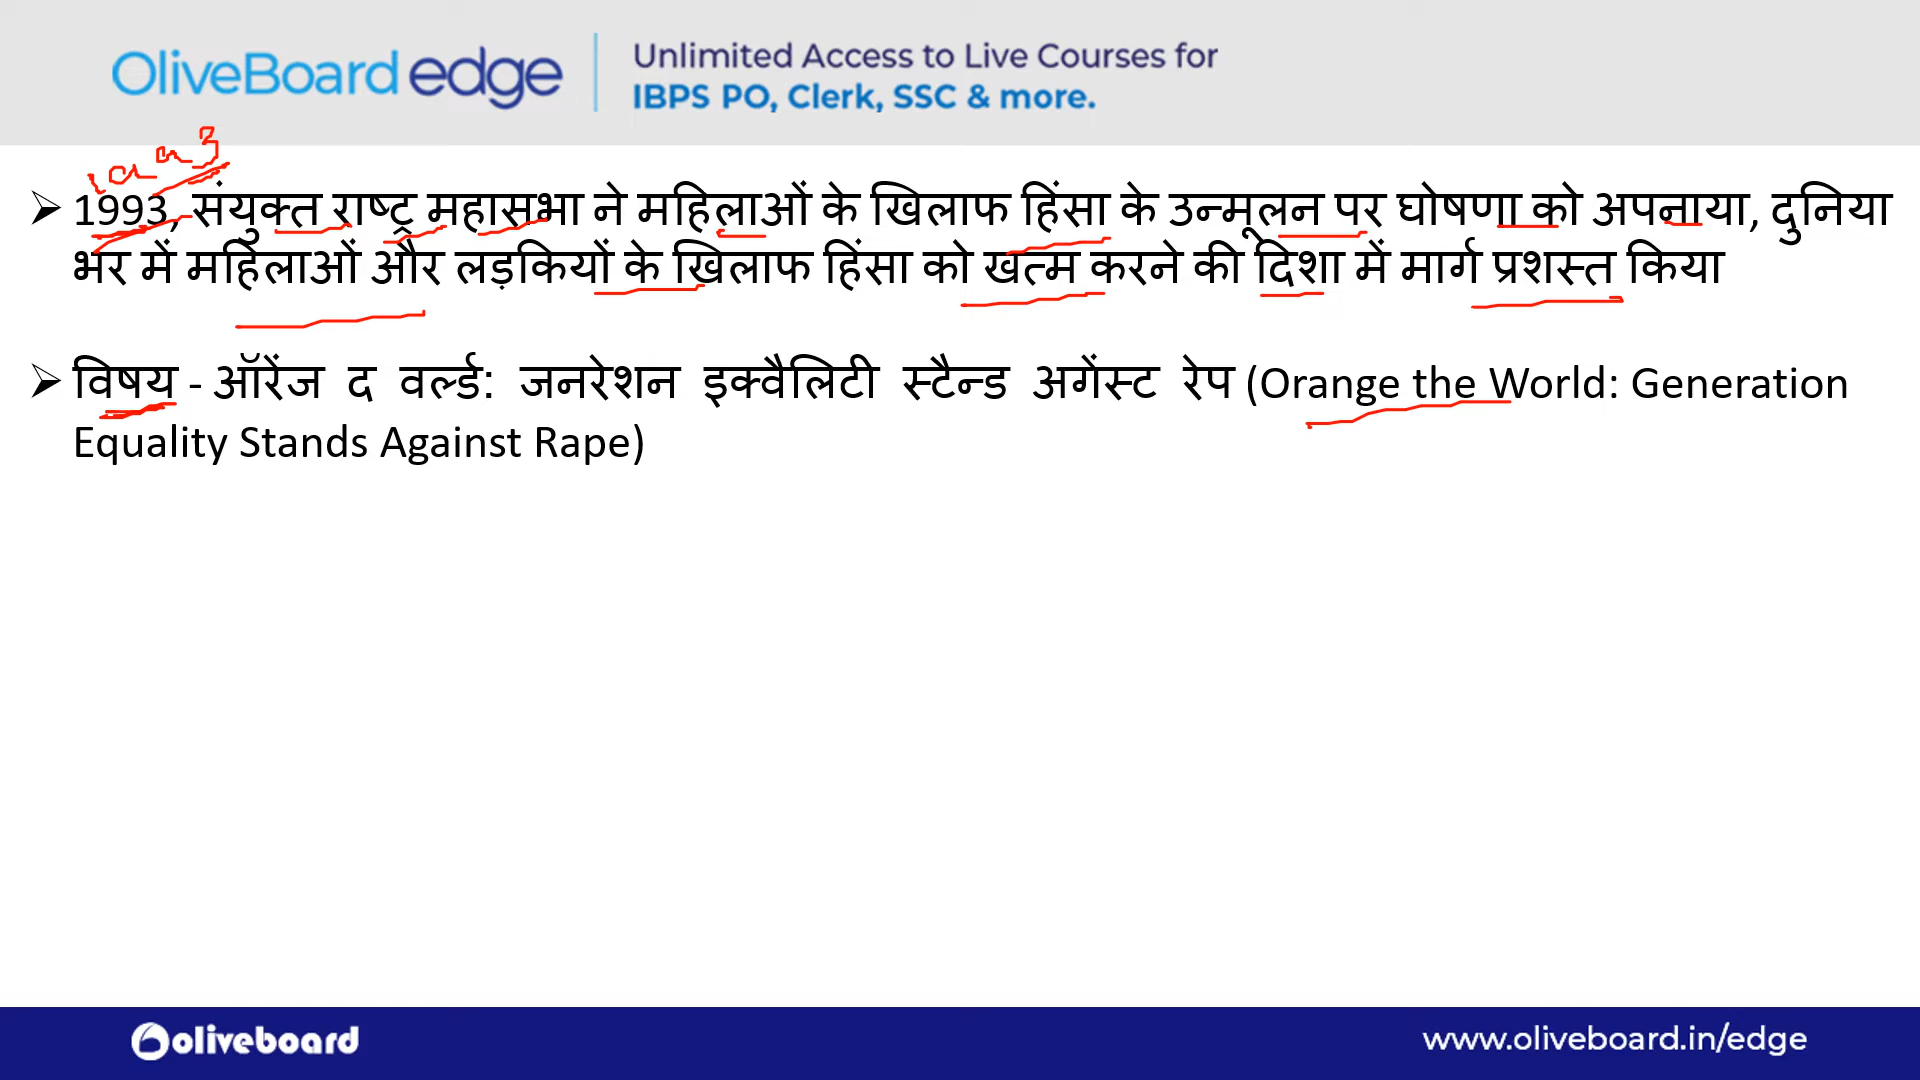 OliveBoard edge
Unlimited Access to Live Courses for
IBPS PO, Clerk, SSC & more.
1993
➢ 1993, संयुक्त राष्ट्र महासभा ने महिलाओं के खिलाफ हिंसा के उन्मूलन पर घोषणा को अपनाया, दुनिया
भर में महिलाओं और लड़कियों के खिलाफ हिंसा को खत्म करने की दिशा में मार्ग प्रशस्त किया
➢ विषय - ऑरेंज द वर्ल्ड: जनरेशन इक्वैलिटी स्टैन्ड अगेंस्ट रेप (Orange the World: Generation
Equality Stands Against Rape)
oliveboard
www.oliveboard.in/edge